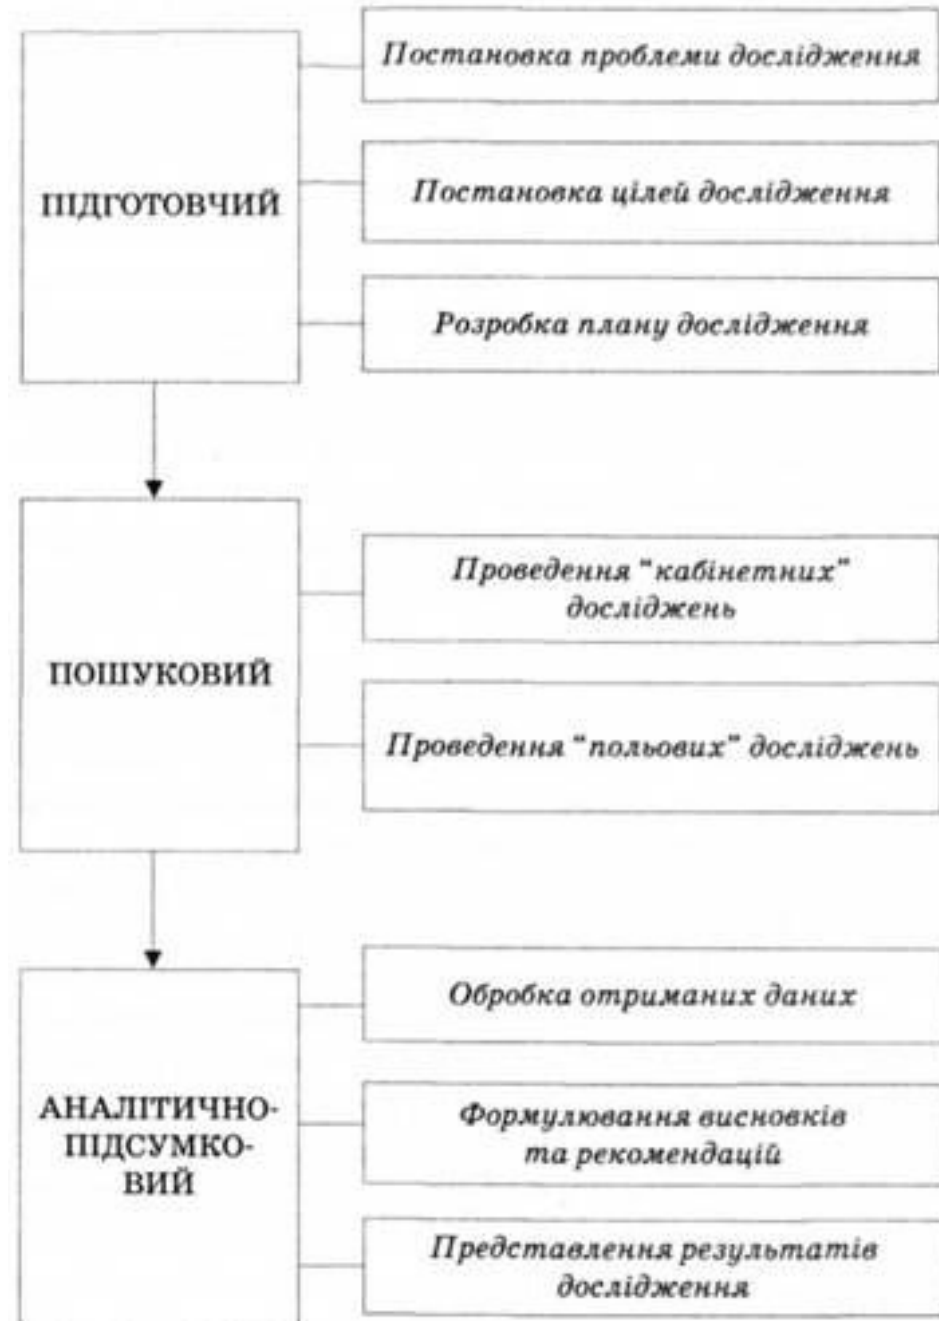 Постановка проблеми дослідження
ПІДГОТОВЧИЙ
Постановка цілей дослідження
Розробка плану дослідження
Проведення “кабінетних”
досліджень
ПОШУКОВИЙ
Проведення “польових” досліджень
Обробка отриманих даних
АНАЛІТИЧНО-
ПІДСУМКО-
ВИЙ
Формулювання висновків
та рекомендацій
Представлення результатів
дослідження